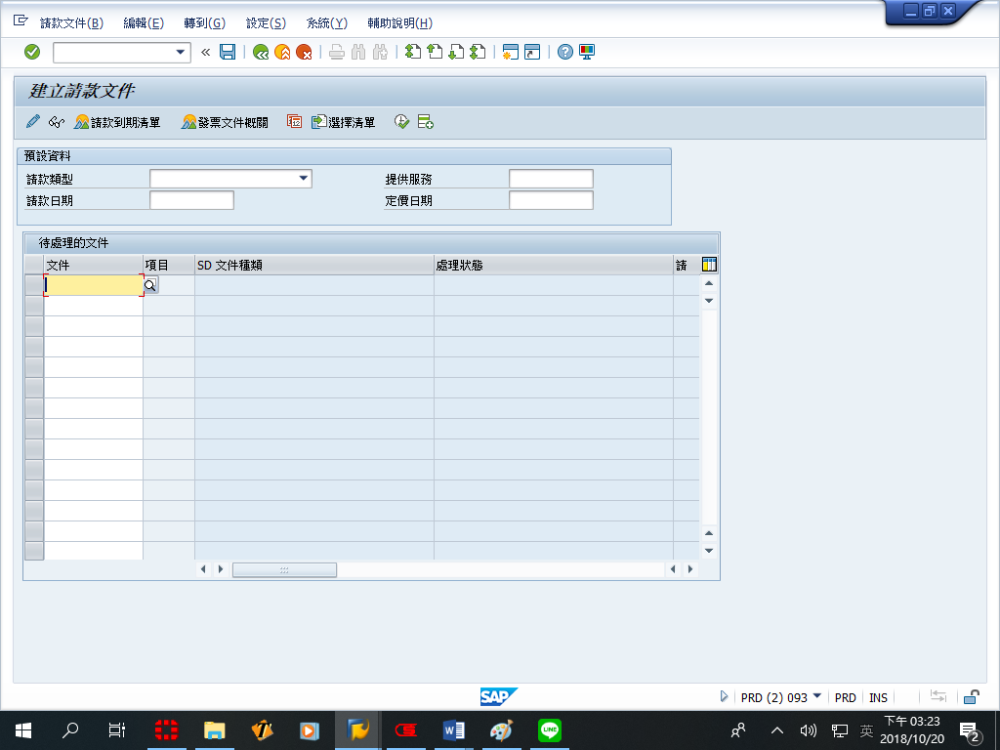 請款文件(B) 編輯(E) 轉到(G) 設定(S) 系統(Y) 輔助說明(H)
建立請款文件
請款到期清單 發票文件概觀 選擇清單
預設資料
請款類型 提供服務
請款日期 定價日期
待處理的文件
文件 項目 SD 文件種類 處理狀態 請
SAP
PRD (2) 093 PRD INS
LINE
英
下午 03:23
2018/10/20
2